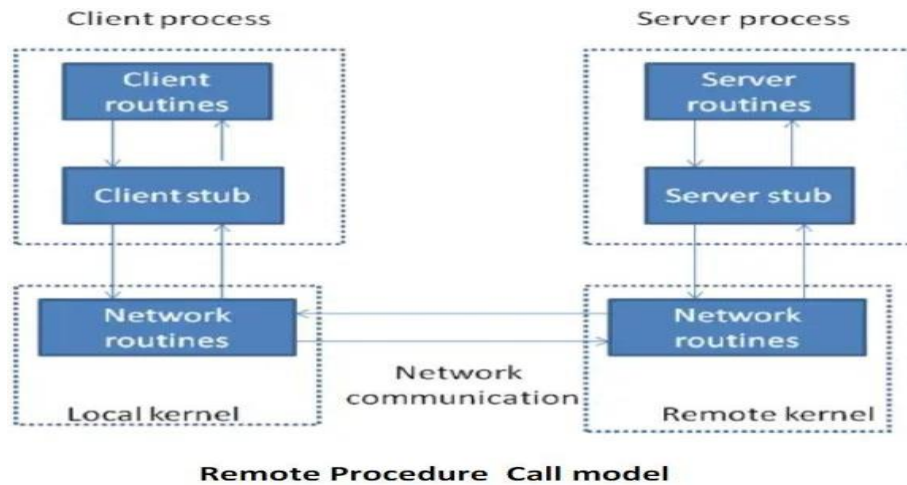 Client process
Server process
Client
routines
Server
routines
Client stub
Server stub
Network
routines
Network
routines
Network
communication
Local kernel
Remote kernel
Remote Procedure Call model